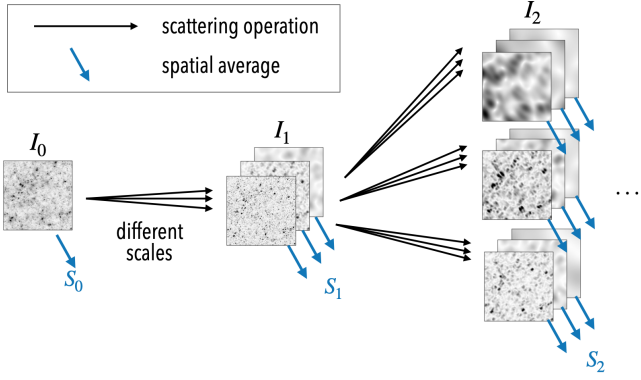 scattering operation
spatial average
I0
I1
I2
different
scales
...
S0
S1
S2